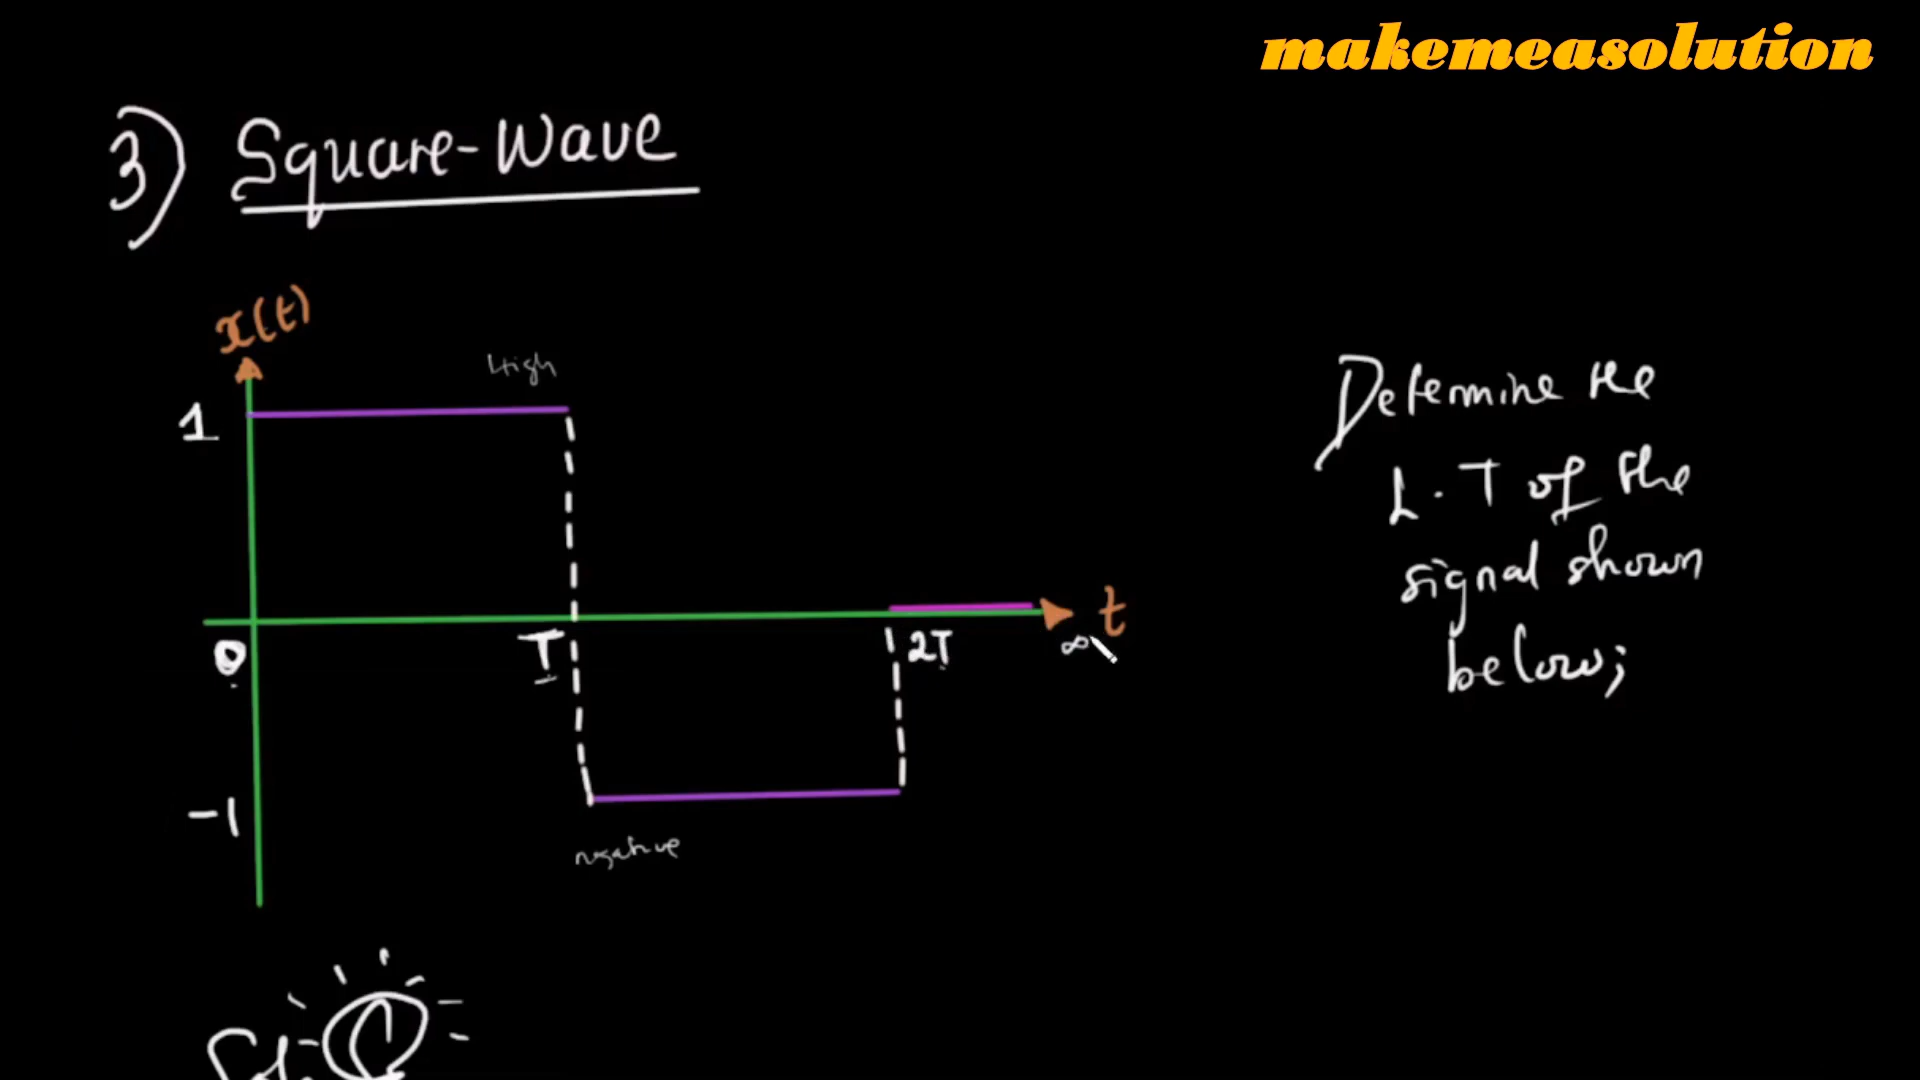 makemeasolution
3) Square-Wave
x(t)
High
1
Determine the
L.T of the
signal shown
below;
t
0
T
2T
∞
-1
negative